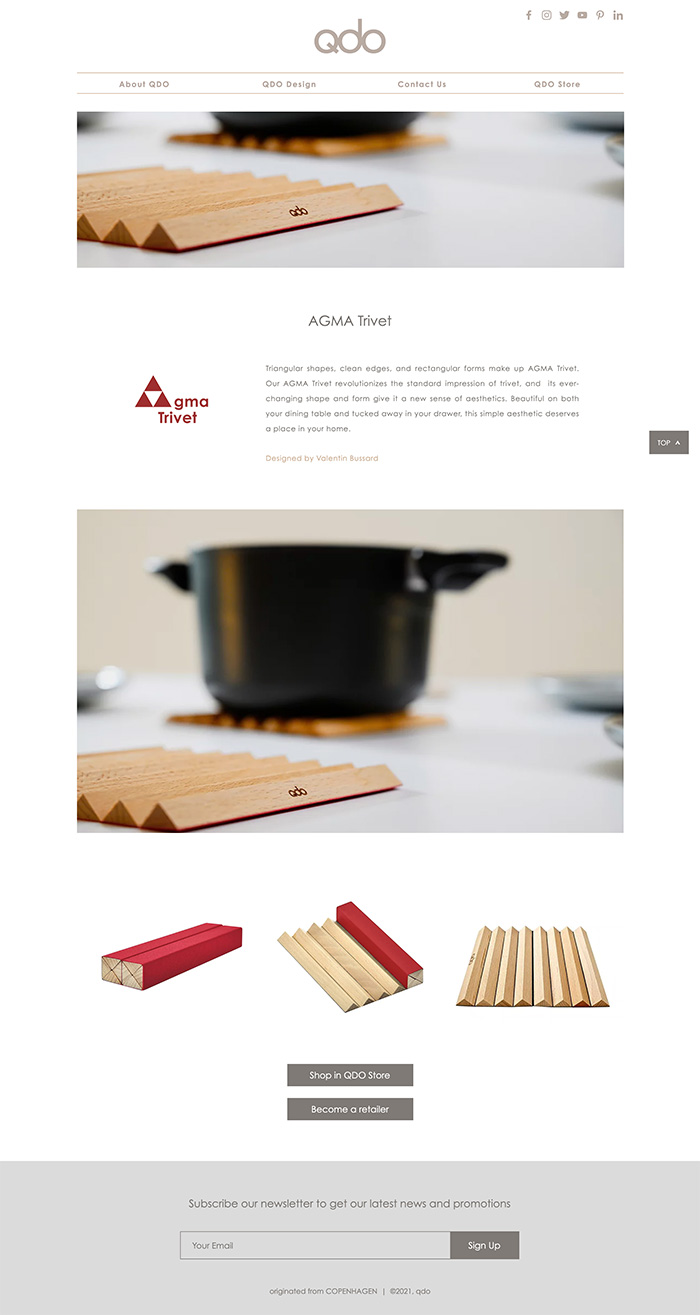 qdo
About QDO
QDO Design
Contact Us
QDO Store
qdo
AGMA Trivet
gma
Trivet
Triangular shapes, clean edges, and rectangular forms make up AGMA Trivet.
Our AGMA Trivet revolutionizes the standard impression of trivet, and its ever-
changing shape and form give it a new sense of aesthetics. Beautiful on both
your dining table and tucked away in your drawer, this simple aesthetic deserves
a place in your home.
Designed by Valentin Bussard
TOP
qdo
qdo
Shop in QDO Store
Become a retailer
Subscribe our newsletter to get our latest news and promotions
Your Email
Sign Up
originated from COPENHAGEN | ©2021, qdo